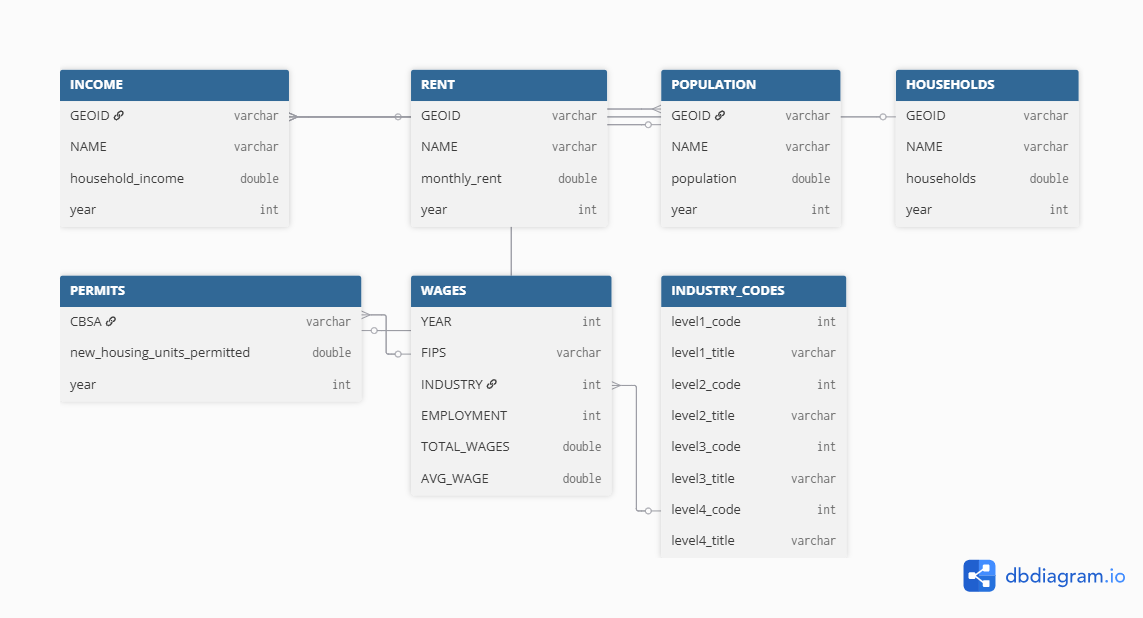 INCOME
GEOID varchar
NAME varchar
household_income double
year int
RENT
GEOID varchar
NAME varchar
monthly_rent double
year int
POPULATION
GEOID varchar
NAME varchar
population double
year int
HOUSEHOLDS
GEOID varchar
NAME varchar
households double
year int
PERMITS
CBSA varchar
new_housing_units_permitted double
year int
WAGES
YEAR int
FIPS varchar
INDUSTRY int
EMPLOYMENT int
TOTAL_WAGES double
AVG_WAGE double
INDUSTRY_CODES
level1_code int
level1_title varchar
level2_code int
level2_title varchar
level3_code int
level3_title varchar
level4_code int
level4_title varchar
dbdiagram.io